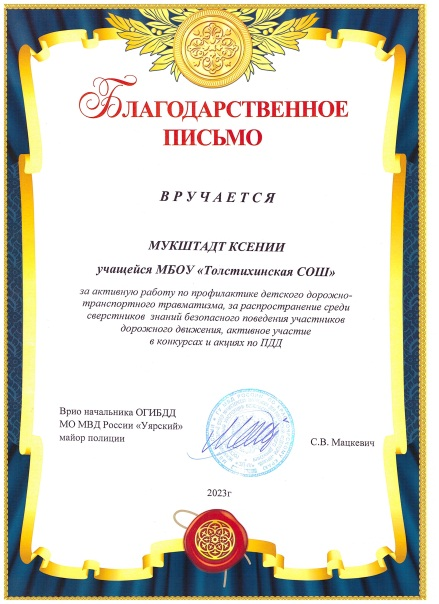 БЛАГОДАРСТВЕННОЕ
ПИСЬМО
ВРУЧАЕТСЯ
МУКШТАДТ КСЕНИИ
учащейся МБОУ «Толстихинская СОШ»
за активную работу по профилактике детского дорожно-
транспортного травматизма, за распространение среди
сверстников знаний безопасного поведения участников
дорожного движения, активное участие
в конкурсах и акциях по ПДД
Врио начальника ОГИБДД
МО МВД России «Уярский»
майор полиции
С.В. Мацкевич
2023г